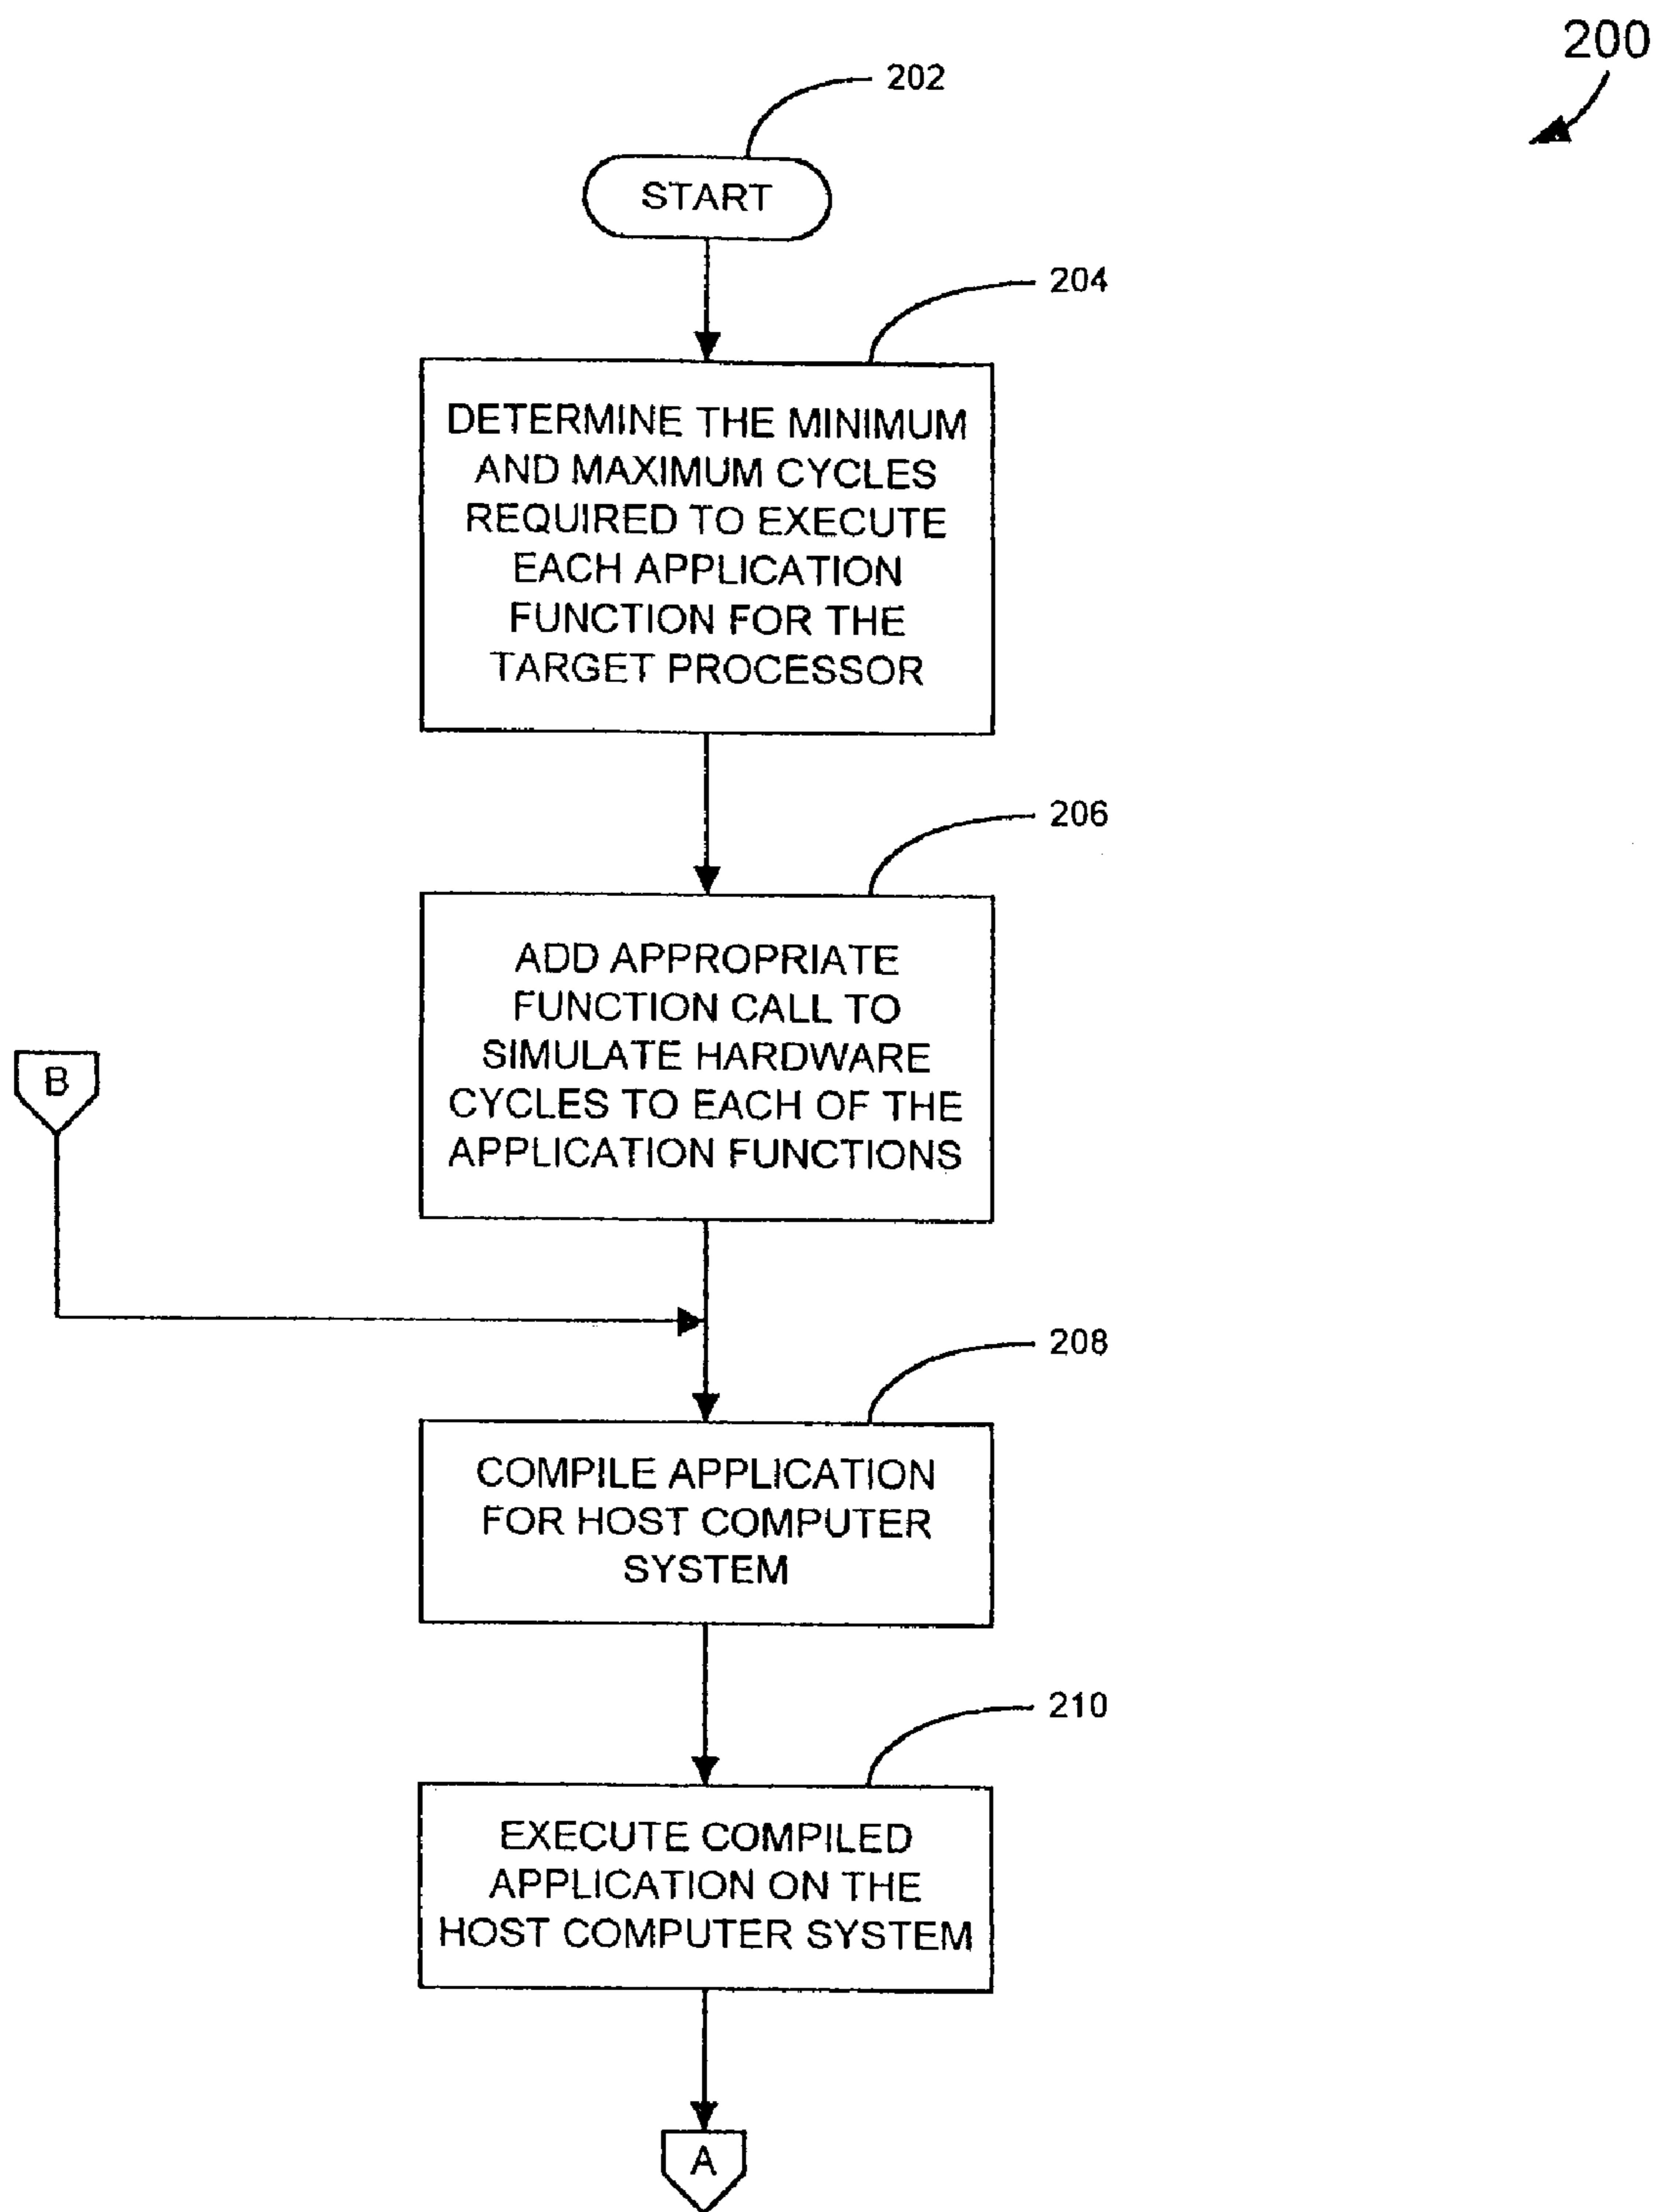 200
202
START
204
DETERMINE THE MINIMUM
AND MAXIMUM CYCLES
REQUIRED TO EXECUTE
EACH APPLICATION
FUNCTION FOR THE
TARGET PROCESSOR
206
ADD APPROPRIATE
FUNCTION CALL TO
SIMULATE HARDWARE
CYCLES TO EACH OF THE
APPLICATION FUNCTIONS
B
208
COMPILE APPLICATION
FOR HOST COMPUTER
SYSTEM
210
EXECUTE COMPILED
APPLICATION ON THE
HOST COMPUTER SYSTEM
A